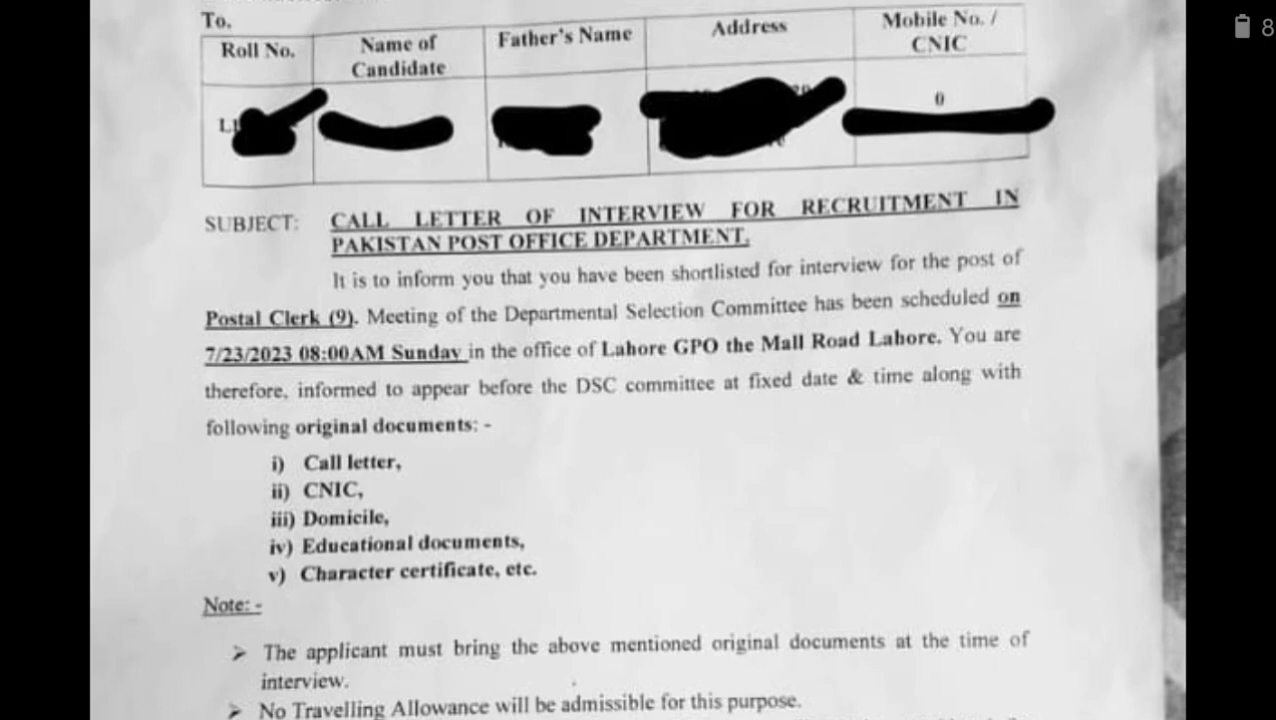 8
To.
Roll No. Name of Candidate Father's Name Address Mobile No. / CNIC
0
SUBJECT: CALL LETTER OF INTERVIEW FOR RECRUITMENT IN
PAKISTAN POST OFFICE DEPARTMENT.
It is to inform you that you have been shortlisted for interview for the post of
Postal Clerk (9). Meeting of the Departmental Selection Committee has been scheduled on
7/23/2023 08:00AM Sunday in the office of Lahore GPO the Mall Road Lahore. You are
therefore, informed to appear before the DSC committee at fixed date & time along with
following original documents: -
i) Call letter,
ii) CNIC,
iii) Domicile,
iv) Educational documents,
v) Character certificate, etc.
Note: -
➢ The applicant must bring the above mentioned original documents at the time of
interview.
➢ No Travelling Allowance will be admissible for this purpose.